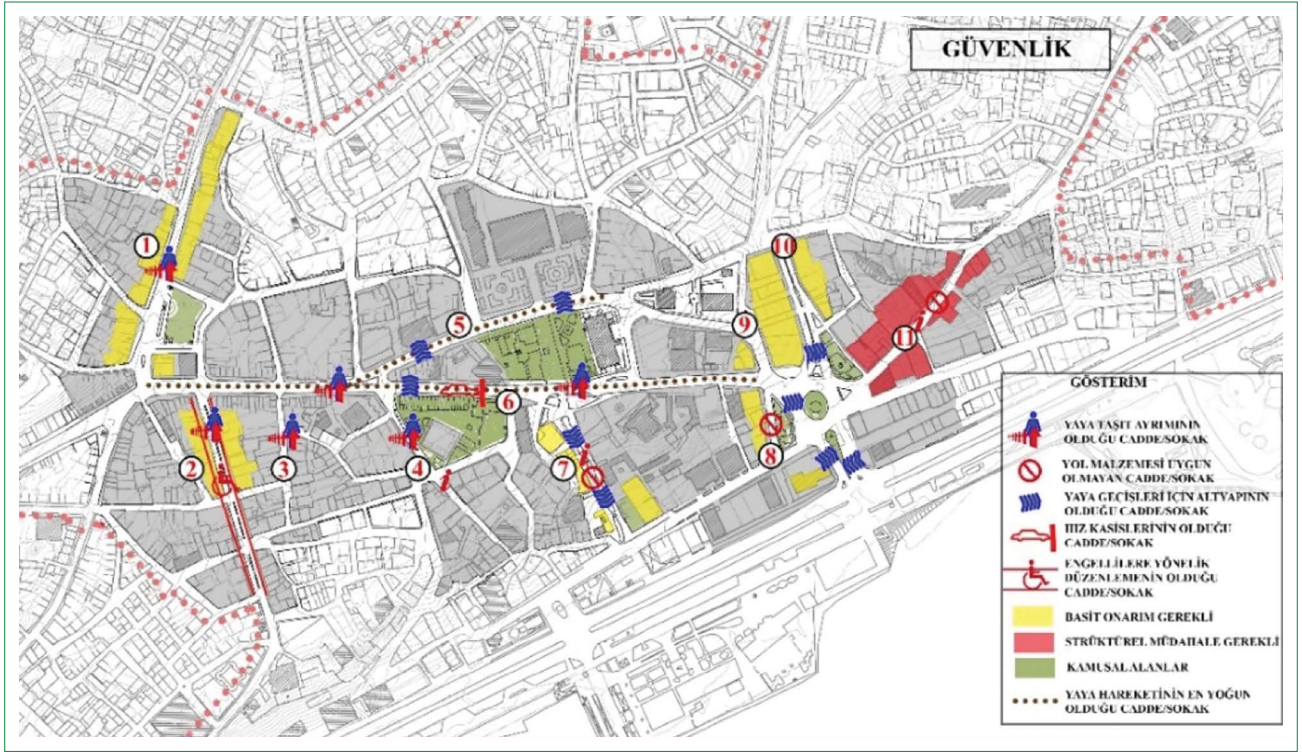 GÜVENLİK
1
10
5
9
11
6
2
3
4
7
8
GÖSTERİM
YAYA TAŞIT AYRIMININ
OLDUĞU CADDE/SOKAK
YOL MALZEMESİ UYGUN
OLMAYAN CADDE/SOKAK
YAYA GEÇİŞLERİ İÇİN ALTYAPININ
OLDUĞU CADDE/SOKAK
HIZ KASİSLERİNİN OLDUĞU
CADDE/SOKAK
ENGELLİLERE YÖNELİK
DÜZENLEMENİN OLDUĞU
CADDE/SOKAK
BASİT ONARIM GEREKLİ
STRÜKTÜREL MÜDAHALE GEREKLİ
KAMUSAL ALANLAR
YAYA HAREKETİNİN EN YOĞUN
OLDUĞU CADDE/SOKAK